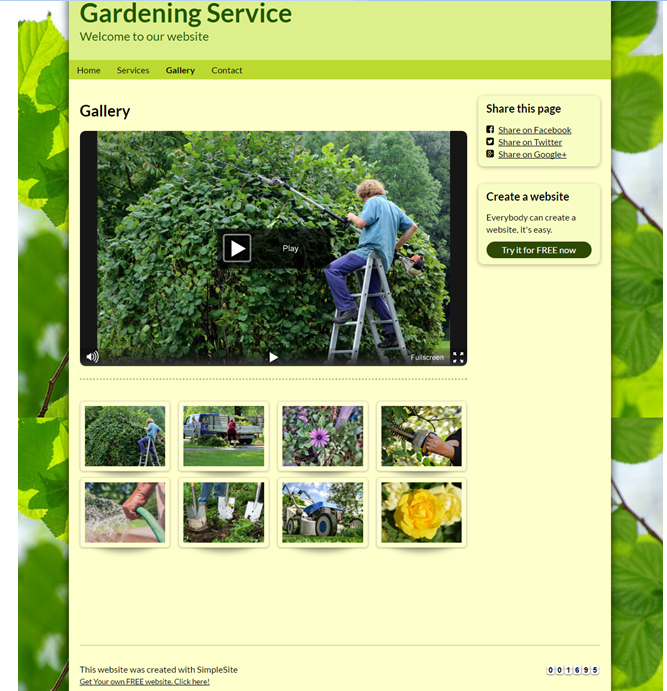 Gardening Service
Welcome to our website
Home Services Gallery Contact
Gallery
Play
Fullscreen
Share this page
Share on Facebook
Share on Twitter
Share on Google+
Create a website
Everybody can create a
website, it's easy.
Try it for FREE now
This website was created with SimpleSite
Get Your own FREE website. Click here!
001695